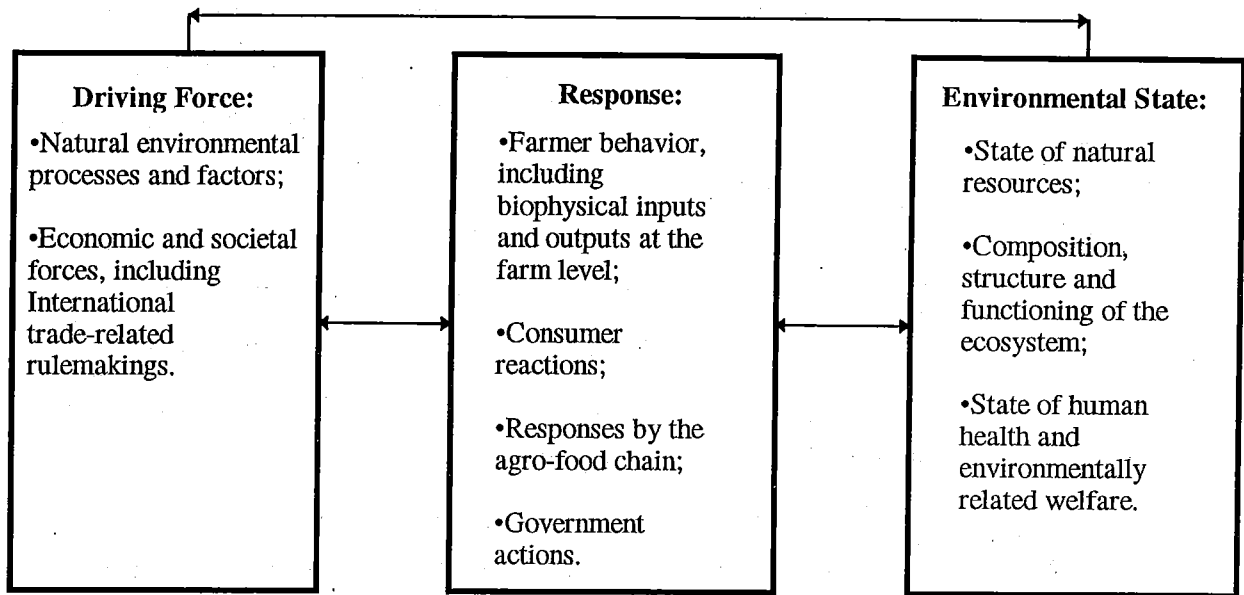 Driving Force:
•Natural environmental
processes and factors;
•Economic and societal
forces, including
International
trade-related
rulemakings.
Response:
•Farmer behavior,
including
biophysical inputs
and outputs at the
farm level;
•Consumer
reactions;
•Responses by the
agro-food chain;
•Government
actions.
Environmental State:
•State of natural
resources;
•Composition,
structure and
functioning of the
ecosystem;
•State of human
health and
environmentally
related welfare.